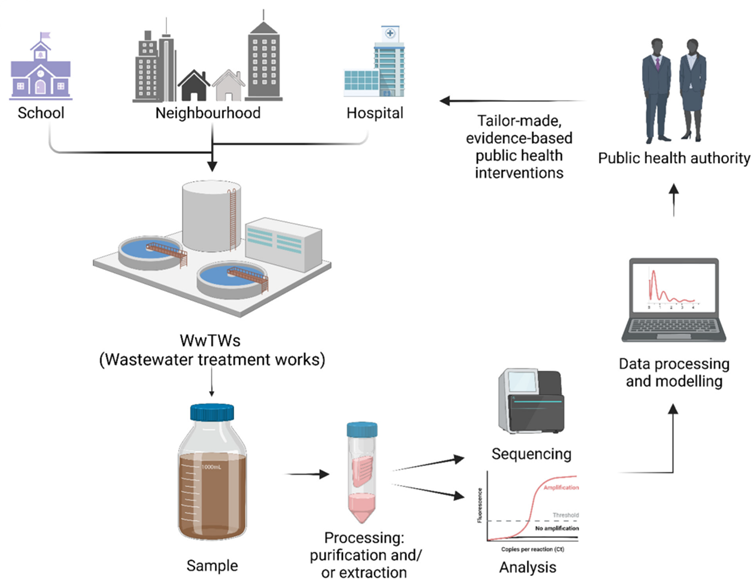 School
Neighbourhood
Hospital
Tailor-made,
evidence-based
public health
interventions
Public health authority
WwTWs
(Wastewater treatment works)
Data processing
and modelling
1000mL
Sample
Processing:
purification and/
or extraction
Sequencing
Fluorescence
Amplification
Threshold
No amplification
Copies per reaction (Ct)
Analysis